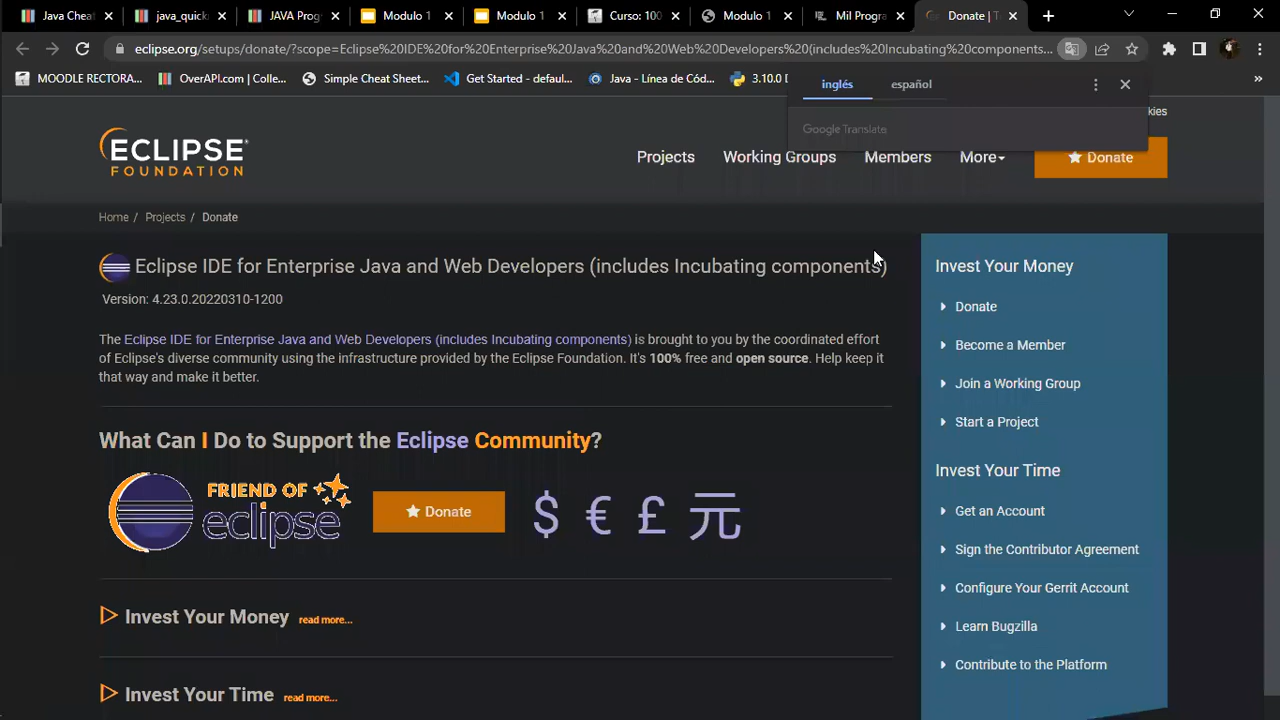 Java Cheat
java_quick
JAVA Prog
Modulo 1
Modulo 1
Curso: 100
Modulo 1
Mil Progra
Donate | T
eclipse.org/setups/donate/?scope=Eclipse%20IDE%20for%20Enterprise%20Java%20and%20Web%20Developers%20(includes%20Incubating%20components...
MOODLE RECTORA...
OverAPI.com | Colle...
Simple Cheat Sheet...
Get Started - defaul...
Java - Línea de Cód...
3.10.0 D
»
inglés
español
Google Translate
kies
ECLIPSE
FOUNDATION
Projects
Working Groups
Members
More
Donate
Home / Projects / Donate
Eclipse IDE for Enterprise Java and Web Developers (includes Incubating components)
Version: 4.23.0.20220310-1200
The Eclipse IDE for Enterprise Java and Web Developers (includes Incubating components) is brought to you by the coordinated effort
of Eclipse's diverse community using the infrastructure provided by the Eclipse Foundation. It's 100% free and open source. Help keep it
that way and make it better.
What Can I Do to Support the Eclipse Community?
FRIEND OF
eclipse
Donate
$ € £ 元
Invest Your Money read more...
Invest Your Time read more...
Invest Your Money
Donate
Become a Member
Join a Working Group
Start a Project
Invest Your Time
Get an Account
Sign the Contributor Agreement
Configure Your Gerrit Account
Learn Bugzilla
Contribute to the Platform